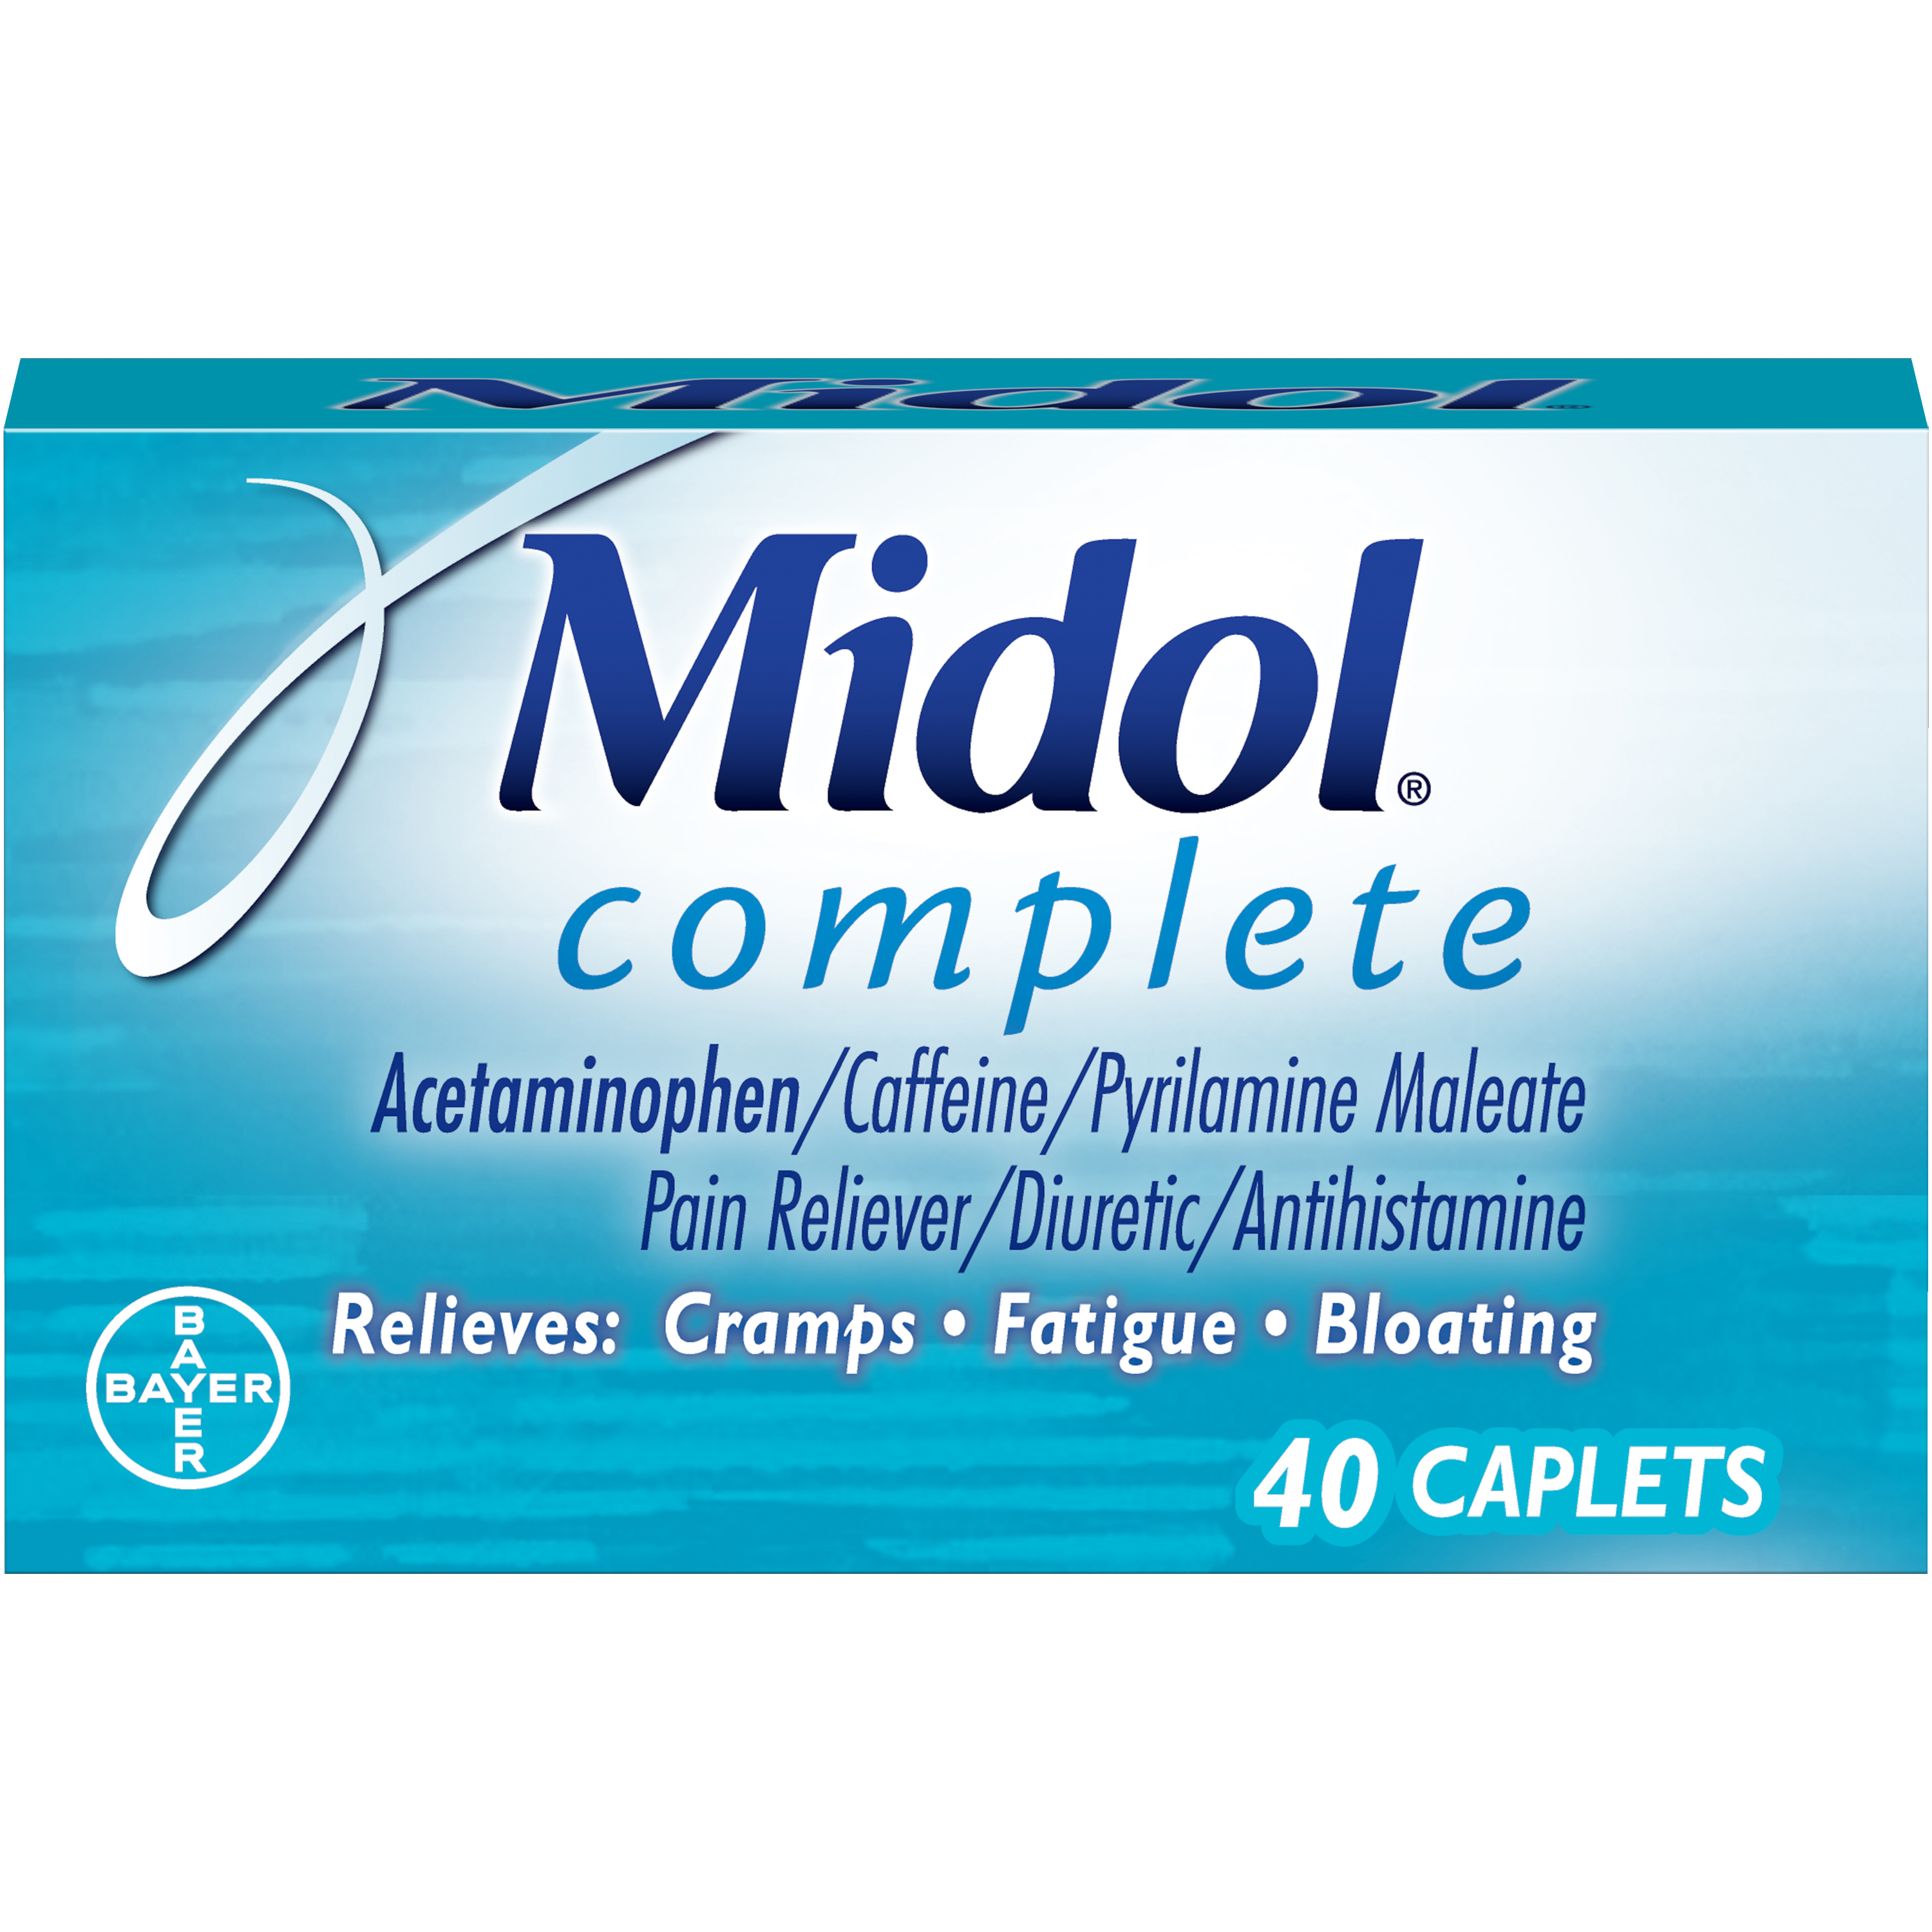 Midol
Midol®
complete
Acetaminophen/Caffeine/Pyrilamine Maleate
Pain Reliever/Diuretic/Antihistamine
Relieves: Cramps • Fatigue • Bloating
BAYER
BAYER
40 CAPLETS